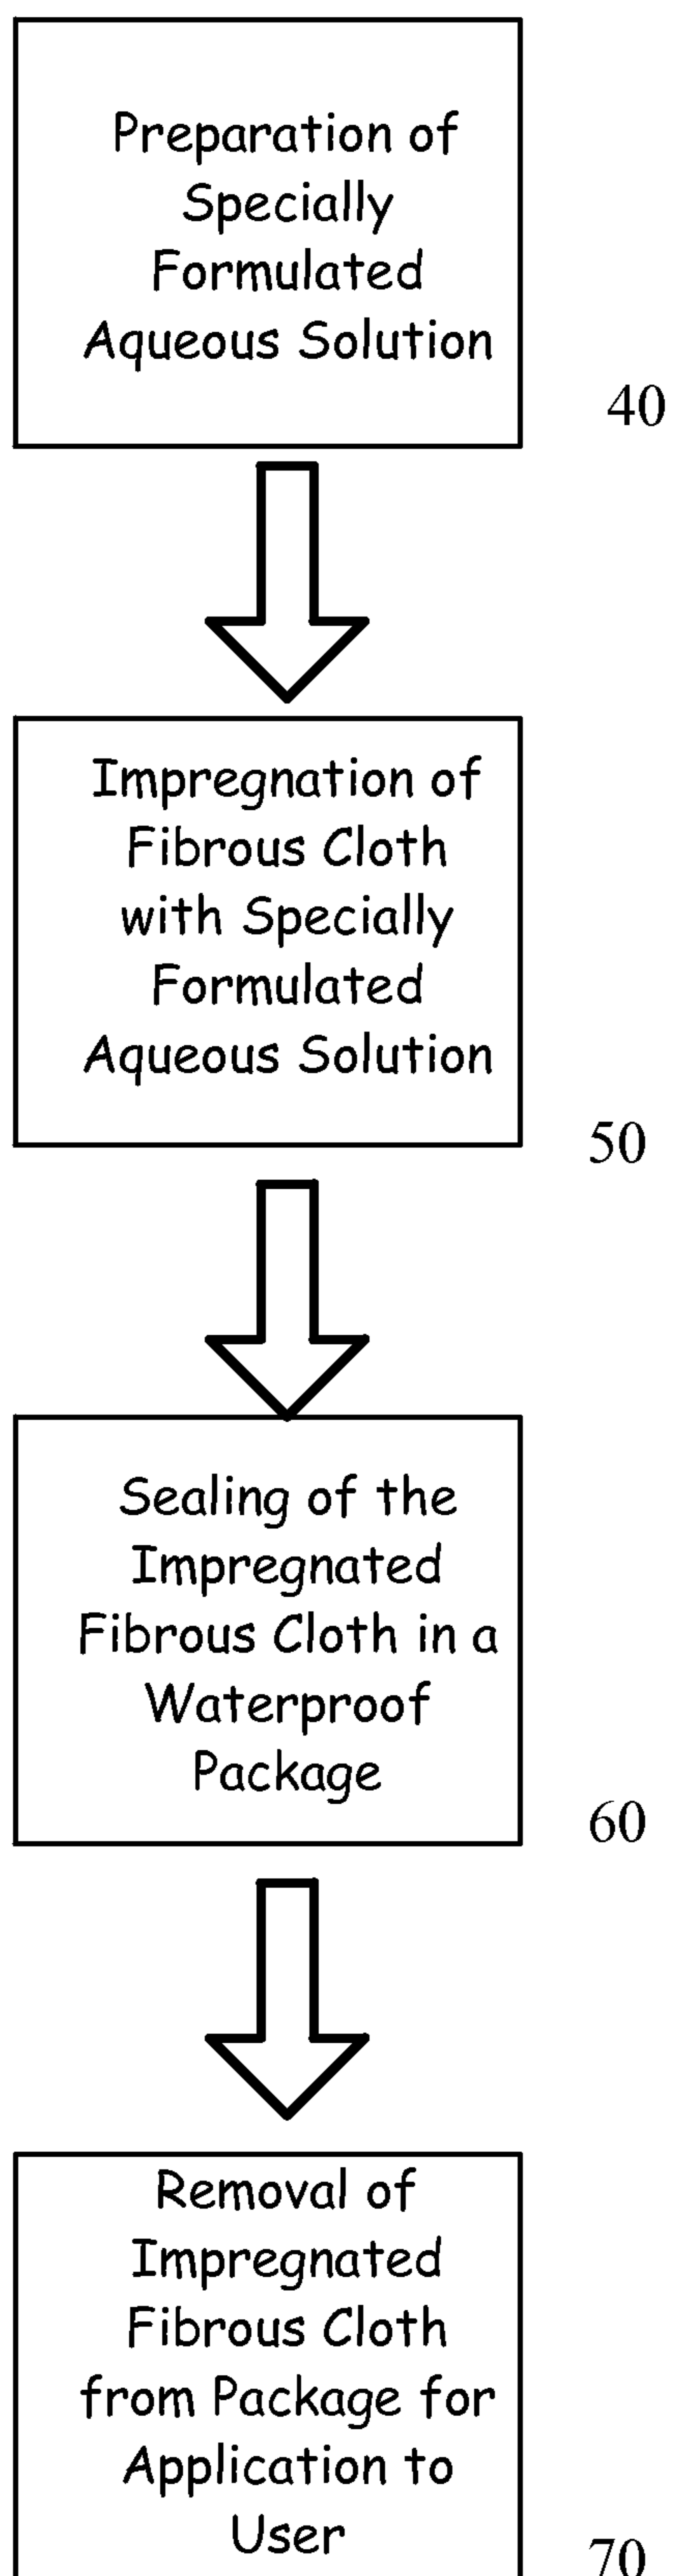 Preparation of
Specially
Formulated
Aqueous Solution
40
Impregnation of
Fibrous Cloth
with Specially
Formulated
Aqueous Solution
50
Sealing of the
Impregnated
Fibrous Cloth in a
Waterproof
Package
60
Removal of
Impregnated
Fibrous Cloth
from Package for
Application to
User
70